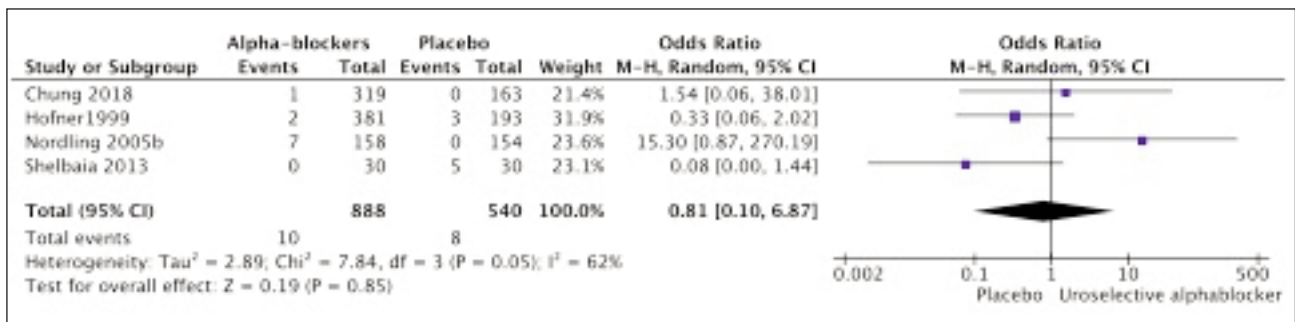 Alpha-blockers Placebo Odds Ratio Odds Ratio
Study or Subgroup Events Total Events Total Weight M-H, Random, 95% CI M-H, Random, 95% CI
Chung 2018 1 319 0 163 21.4% 1.54 [0.06, 38.01]
Hofner1999 2 381 3 193 31.9% 0.33 [0.06, 2.02]
Nordling 2005b 7 158 0 154 23.6% 15.30 [0.87, 270.19]
Shelbaia 2013 0 30 5 30 23.1% 0.08 [0.00, 1.44]
Total (95% CI) 888 540 100.0% 0.81 [0.10, 6.87]
Total events 10 8
Heterogeneity: Tau² = 2.89; Chi² = 7.84, df = 3 (P = 0.05); I² = 62%
Test for overall effect: Z = 0.19 (P = 0.85)
0.002 0.1 1 10 500
Placebo Uroselective alphablocker